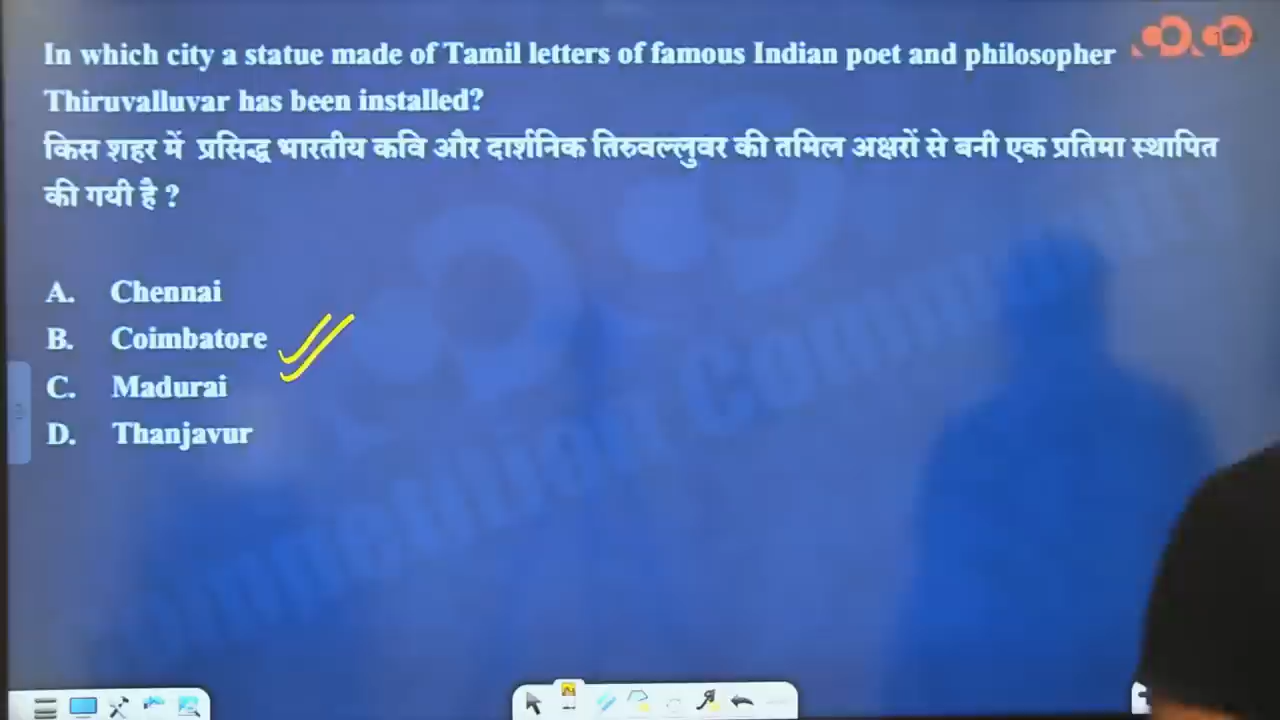 In which city a statue made of Tamil letters of famous Indian poet and philosopher
Thiruvalluvar has been installed?
किस शहर में प्रसिद्ध भारतीय कवि और दार्शनिक तिरुवल्लुवर की तमिल अक्षरों से बनी एक प्रतिमा स्थापित
की गयी है ?
A. Chennai
B. Coimbatore
C. Madurai
D. Thanjavur